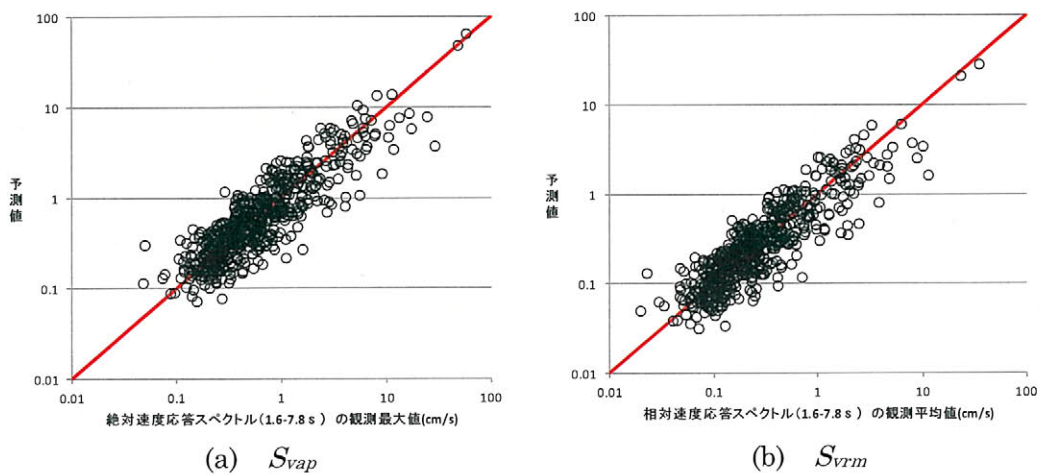 100
10
1
0.1
0.01
予測値
0.01 0.1 1 10 100
絶対速度応答スペクトル(1.6-7.8 s ) の観測最大値(cm/s)
(a) Svap
100
10
1
0.1
0.01
予測値
0.01 0.1 1 10 100
相対速度応答スペクトル(1.6-7.8 s ) の観測平均値(cm/s)
(b) Svrm